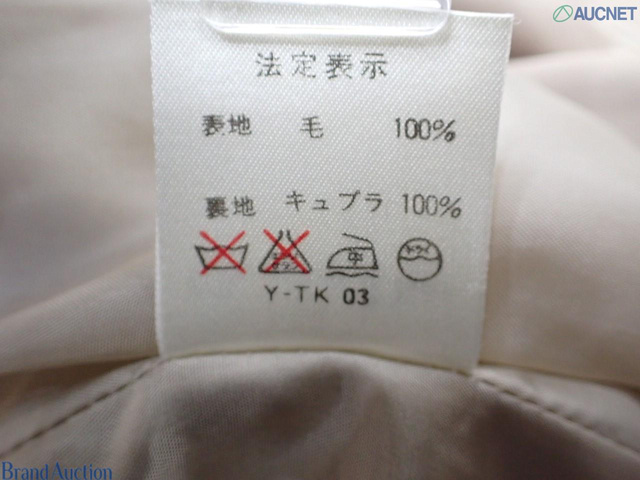 AUCNET
法定表示
表地 毛 100%
裏地 キュプラ 100%
中 ドライ
Y-TK 03
Brand Auction